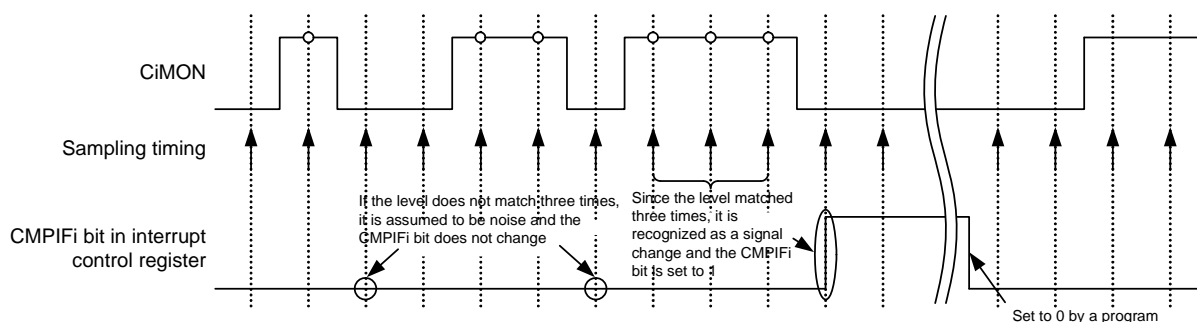 CiMON
Sampling timing
If the level does not match three times,
it is assumed to be noise and the
CMPIFi bit does not change
Since the level matched
three times, it is
recognized as a signal
change and the CMPIFi
bit is set to 1
CMPIFi bit in interrupt
control register
Set to 0 by a program